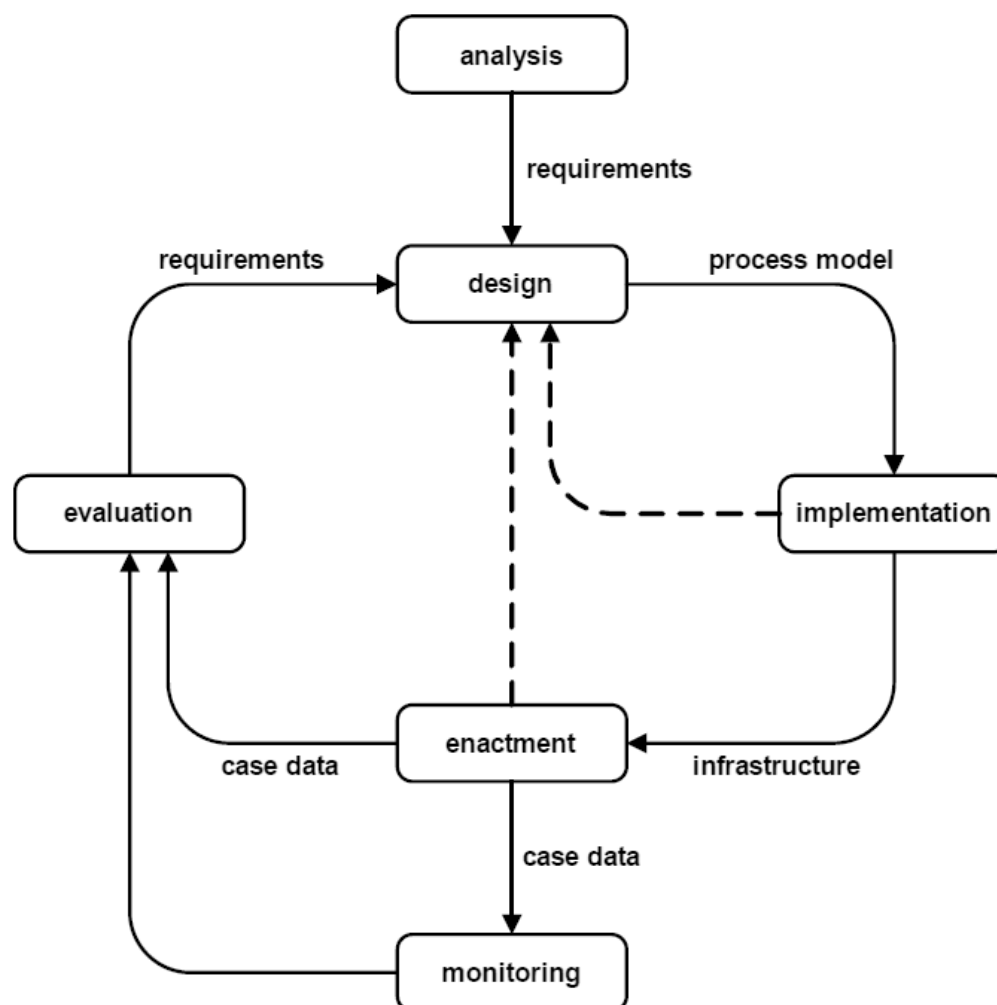 analysis
requirements
requirements
process model
design
evaluation
implementation
enactment
case data
infrastructure
case data
monitoring